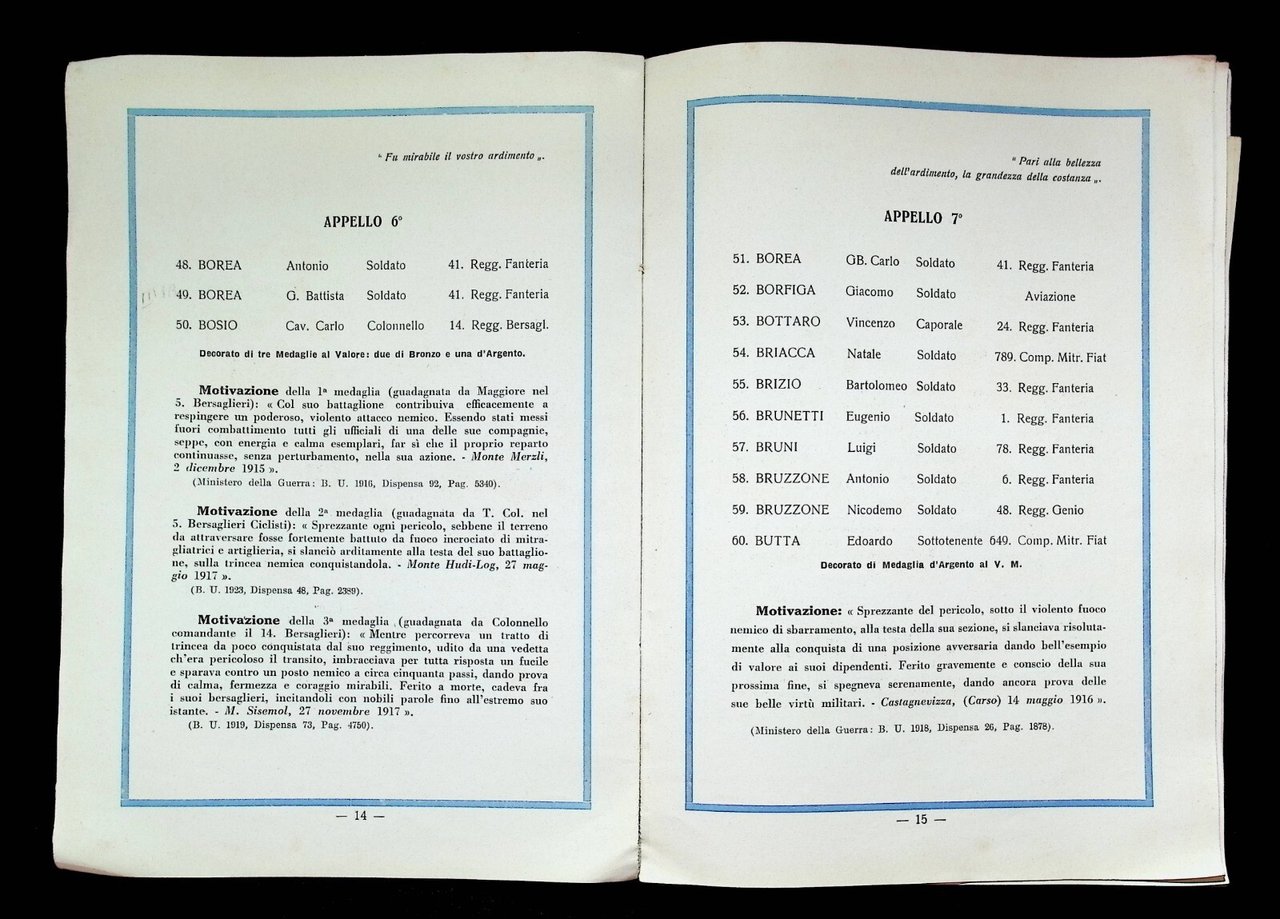 “ Fu mirabile il vostro ardimento „.
APPELLO 6°
48. BOREA Antonio Soldato 41. Regg. Fanteria
49. BOREA G. Battista Soldato 41. Regg. Fanteria
50. BOSIO Cav. Carlo Colonnello 14. Regg. Bersagl.
Decorato di tre Medaglie al Valore: due di Bronzo e una d'Argento.
Motivazione della 1ª medaglia (guadagnata da Maggiore nel
5. Bersaglieri): « Col suo battaglione contribuiva efficacemente a
respingere un poderoso, violento attacco nemico. Essendo stati messi
fuori combattimento tutti gli ufficiali di una delle sue compagnie,
seppe, con energia e calma esemplari, far sì che il proprio reparto
continuasse, senza perturbamento, nella sua azione. - Monte Merzli,
2 dicembre 1915 ».
(Ministero della Guerra: B. U. 1916, Dispensa 92, Pag. 5340).
Motivazione della 2ª medaglia (guadagnata da T. Col. nel
5. Bersaglieri Ciclisti): « Sprezzante ogni pericolo, sebbene il terreno
da attraversare fosse fortemente battuto da fuoco incrociato di mitra-
gliatrici e artiglieria, si slanciò arditamente alla testa del suo battaglio-
ne, sulla trincea nemica conquistandola. - Monte Hudi-Log, 27 mag-
gio 1917 ».
(B. U. 1923, Dispensa 48, Pag. 2389).
Motivazione della 3ª medaglia (guadagnata da Colonnello
comandante il 14. Bersaglieri): « Mentre percorreva un tratto di
trincea da poco conquistata dal suo reggimento, udito da una vedetta
ch'era pericoloso il transito, imbracciava per tutta risposta un fucile
e sparava contro un posto nemico a circa cinquanta passi, dando prova
di calma, fermezza e coraggio mirabili. Ferito a morte, cadeva fra
i suoi bersaglieri, incitandoli con nobili parole fino all'estremo suo
istante. - M. Sisemol, 27 novembre 1917 ».
(B. U. 1919, Dispensa 73, Pag. 4750).
— 14 —
“ Pari alla bellezza
dell'ardimento, la grandezza della costanza „.
APPELLO 7°
51. BOREA GB. Carlo Soldato 41. Regg. Fanteria
52. BORFIGA Giacomo Soldato Aviazione
53. BOTTARO Vincenzo Caporale 24. Regg. Fanteria
54. BRIACCA Natale Soldato 789. Comp. Mitr. Fiat
55. BRIZIO Bartolomeo Soldato 33. Regg. Fanteria
56. BRUNETTI Eugenio Soldato 1. Regg. Fanteria
57. BRUNI Luigi Soldato 78. Regg. Fanteria
58. BRUZZONE Antonio Soldato 6. Regg. Fanteria
59. BRUZZONE Nicodemo Soldato 48. Regg. Genio
60. BUTTA Edoardo Sottotenente 649. Comp. Mitr. Fiat
Decorato di Medaglia d'Argento al V. M.
Motivazione: « Sprezzante del pericolo, sotto il violento fuoco
nemico di sbarramento, alla testa della sua sezione, si slanciava risoluta-
mente alla conquista di una posizione avversaria dando bell'esempio
di valore ai suoi dipendenti. Ferito gravemente e conscio della sua
prossima fine, si spegneva serenamente, dando ancora prova delle
sue belle virtù militari. - Castagnevizza, (Carso) 14 maggio 1916 ».
(Ministero della Guerra: B. U. 1918, Dispensa 26, Pag. 1878).
— 15 —